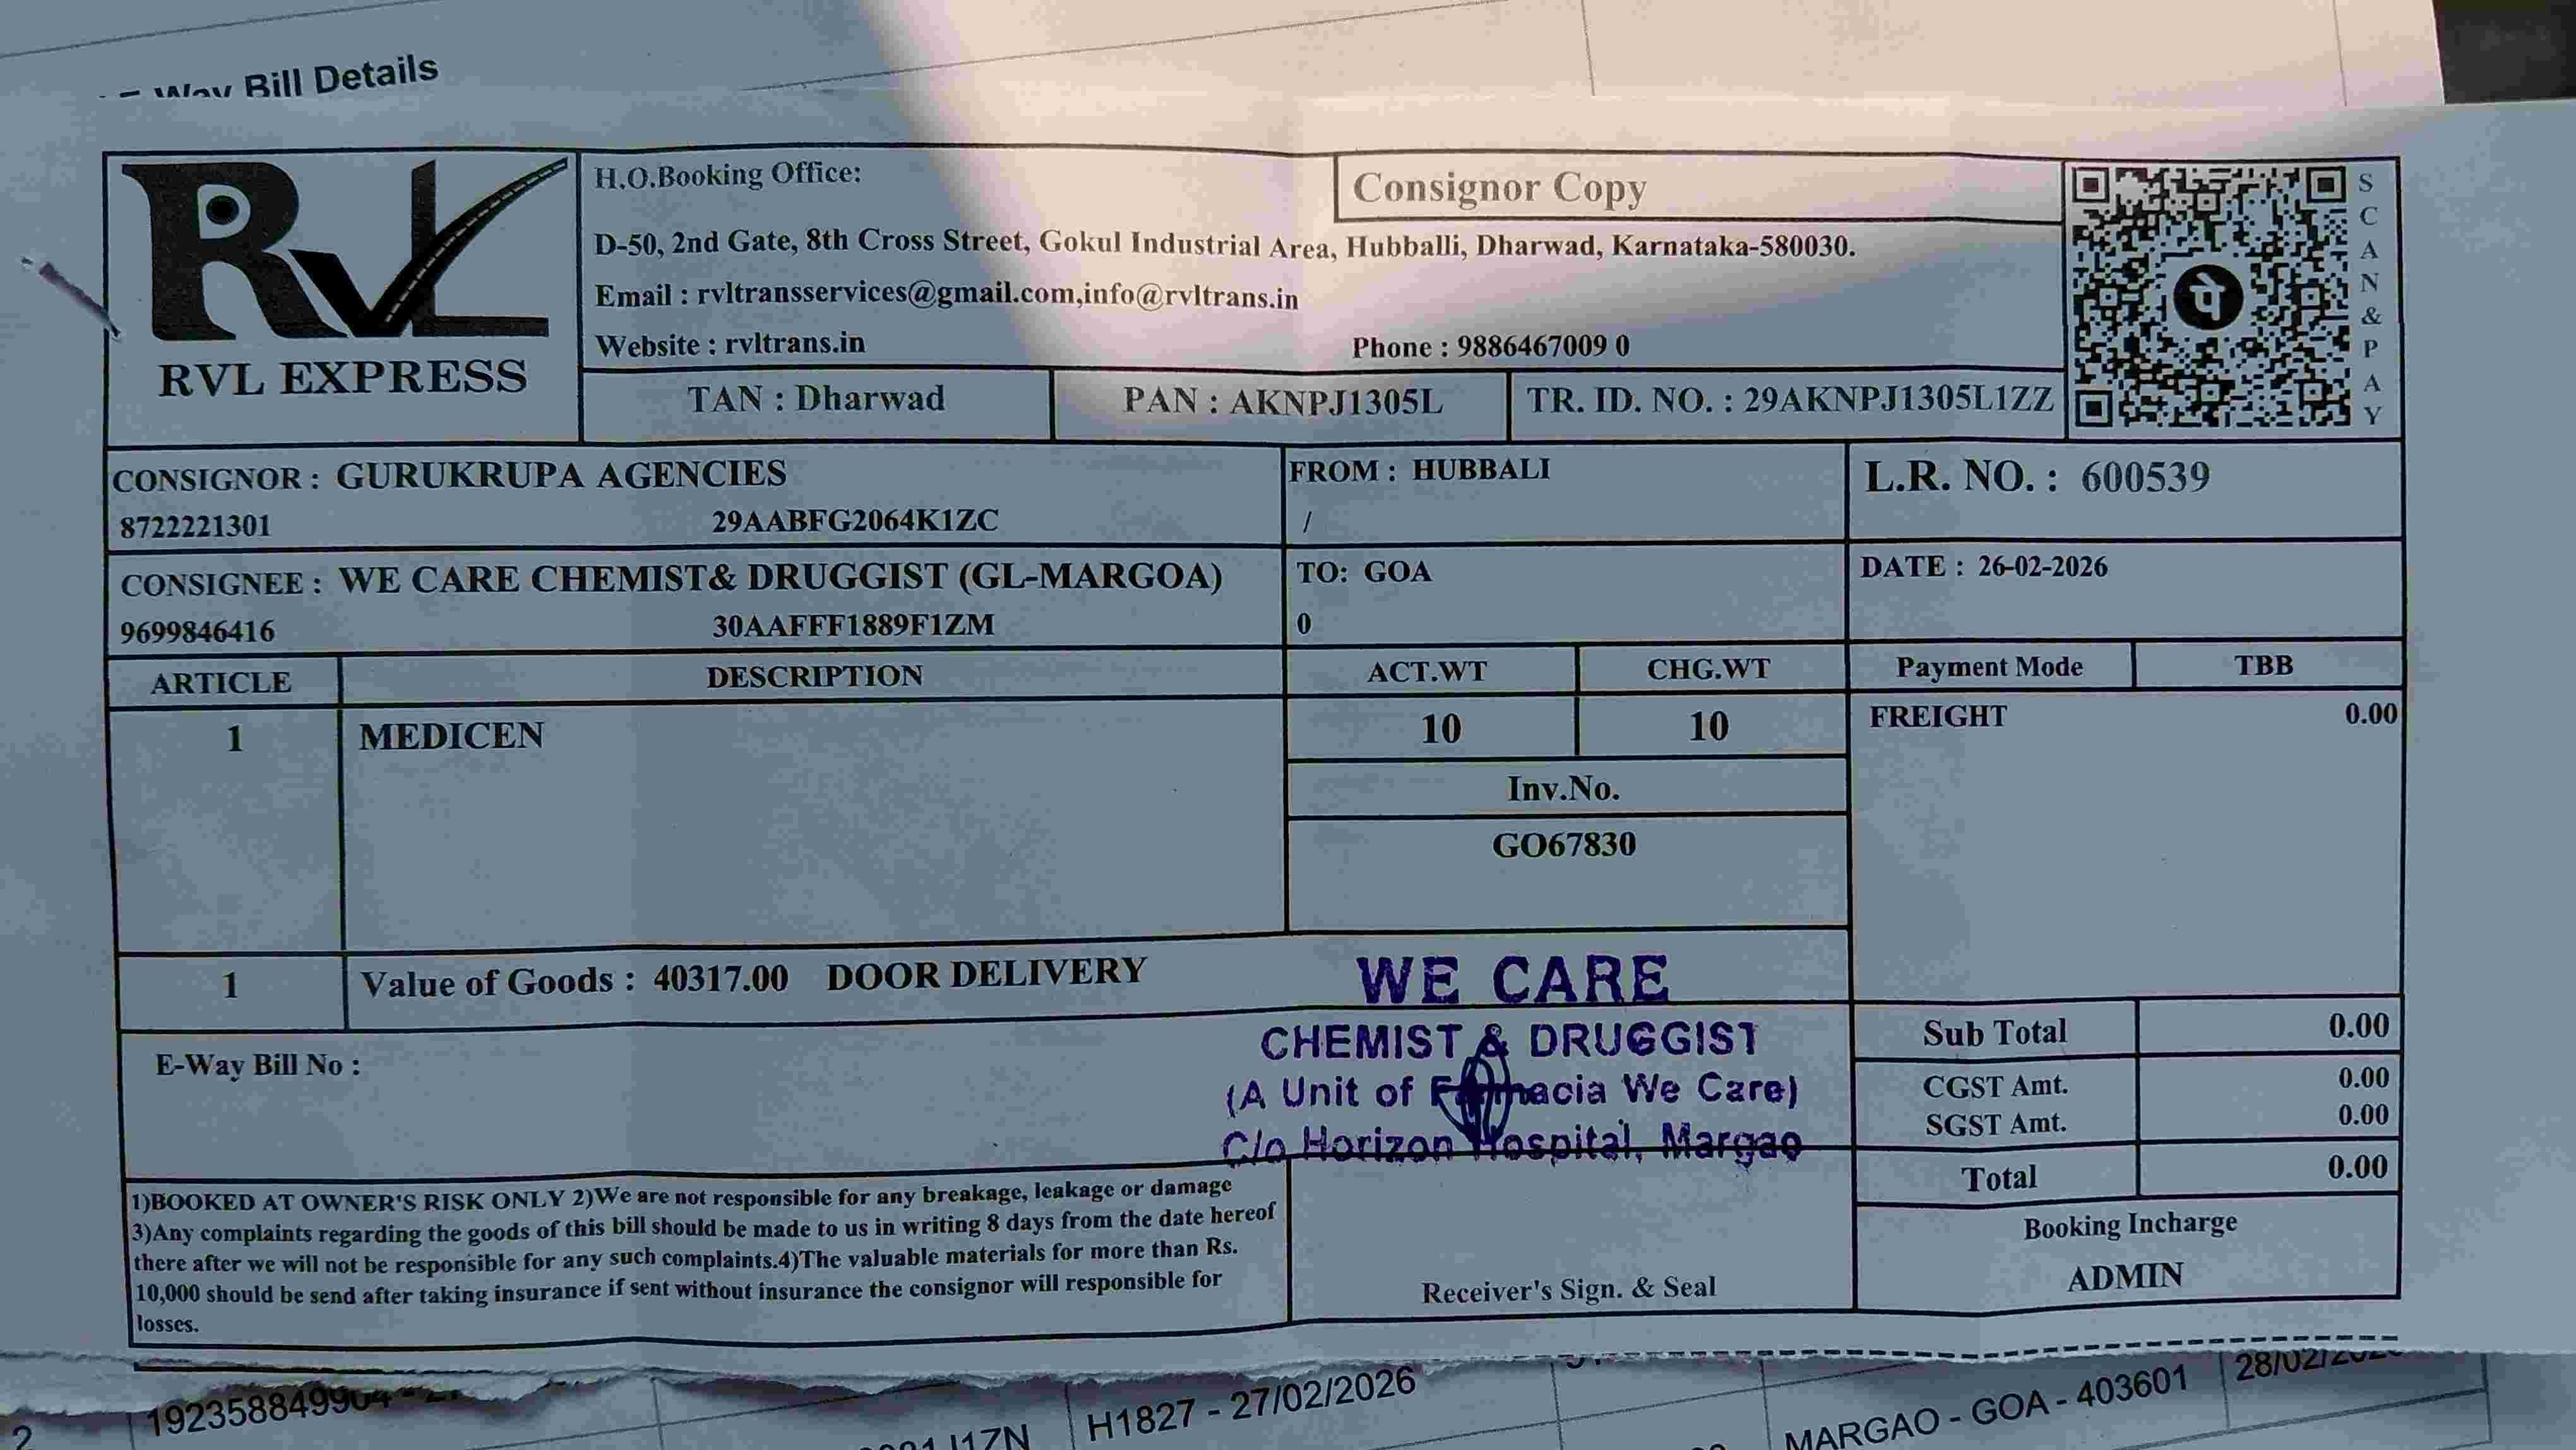 Way Bill Details
RVL
RVL EXPRESS
H.O.Booking Office:
Consignor Copy
D-50, 2nd Gate, 8th Cross Street, Gokul Industrial Area, Hubballi, Dharwad, Karnataka-580030.
Email : rvltransservices@gmail.com,info@rvltrans.in
Website : rvltrans.in
Phone : 9886467009 0
TAN : Dharwad
PAN : AKNPJ1305L
TR. ID. NO. : 29AKNPJ1305L1ZZ
पे
SCAN&PAY
CONSIGNOR : GURUKRUPA AGENCIES
8722221301 29AABFG2064K1ZC
FROM : HUBBALI
/
L.R. NO. : 600539
CONSIGNEE : WE CARE CHEMIST& DRUGGIST (GL-MARGOA)
9699846416 30AAFFF1889F1ZM
TO: GOA
0
DATE : 26-02-2026
ARTICLE DESCRIPTION ACT.WT CHG.WT Payment Mode TBB
1 MEDICEN 10 10 FREIGHT 0.00
Inv.No.
GO67830
1 Value of Goods : 40317.00 DOOR DELIVERY
WE CARE
CHEMIST & DRUGGIST
(A Unit of Farmacia We Care)
C/o Horizon Hospital, Margao
E-Way Bill No :
Sub Total 0.00
CGST Amt. 0.00
SGST Amt. 0.00
Total 0.00
1)BOOKED AT OWNER'S RISK ONLY 2)We are not responsible for any breakage, leakage or damage
3)Any complaints regarding the goods of this bill should be made to us in writing 8 days from the date hereof
there after we will not be responsible for any such complaints.4)The valuable materials for more than Rs.
10,000 should be send after taking insurance if sent without insurance the consignor will responsible for
losses.
Receiver's Sign. & Seal
Booking Incharge
ADMIN
2
H1827 - 27/02/2026
MARGAO - GOA - 403601